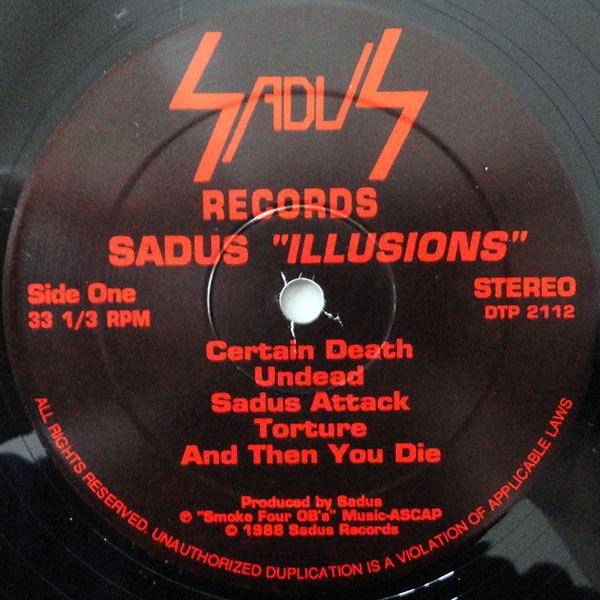 SADUS
RECORDS
SADUS "ILLUSIONS"
Side One
33 1/3 RPM
STEREO
DTP 2112
Certain Death
Undead
Sadus Attack
Torture
And Then You Die
Produced by Sadus
℗ "Smoke Four OB's" Music-ASCAP
© 1988 Sadus Records
ALL RIGHTS RESERVED. UNAUTHORIZED DUPLICATION IS A VIOLATION OF APPLICABLE LAWS